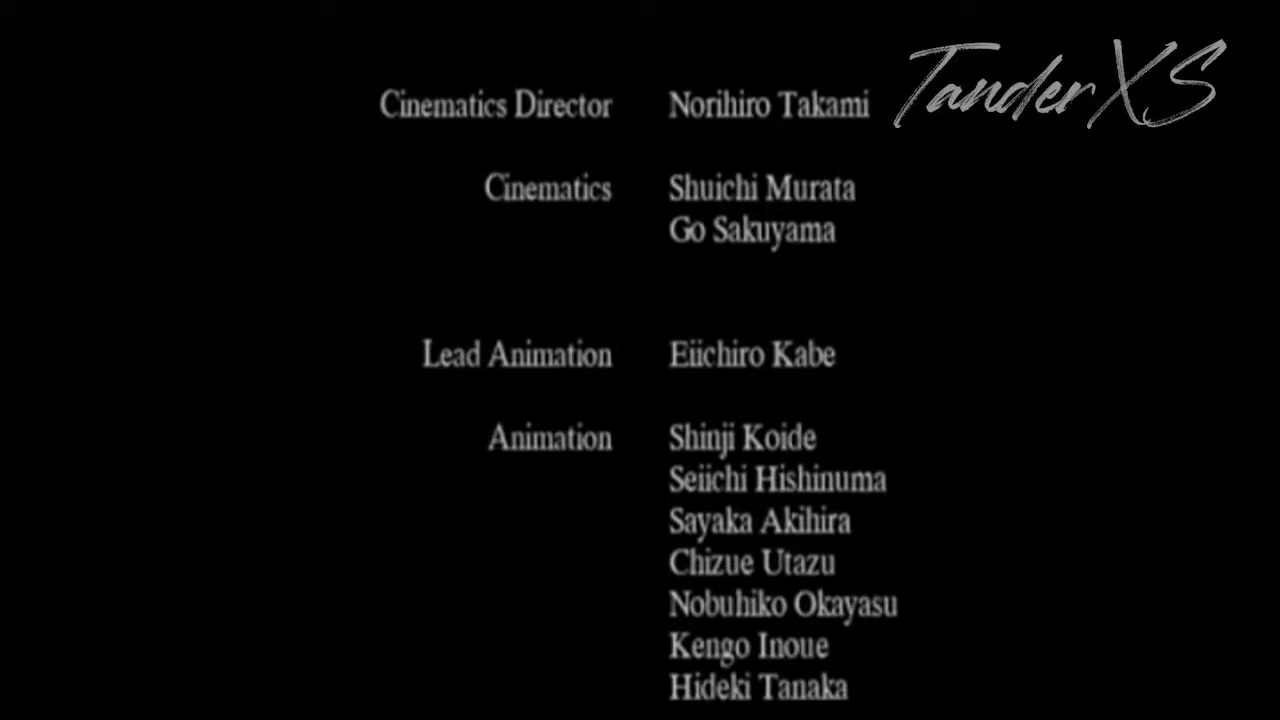 TanderXS
Cinematics Director Norihiro Takami
Cinematics Shuichi Murata
Go Sakuyama
Lead Animation Eiichiro Kabe
Animation Shinji Koide
Seiichi Hishinuma
Sayaka Akihira
Chizue Utazu
Nobuhiko Okayasu
Kengo Inoue
Hideki Tanaka